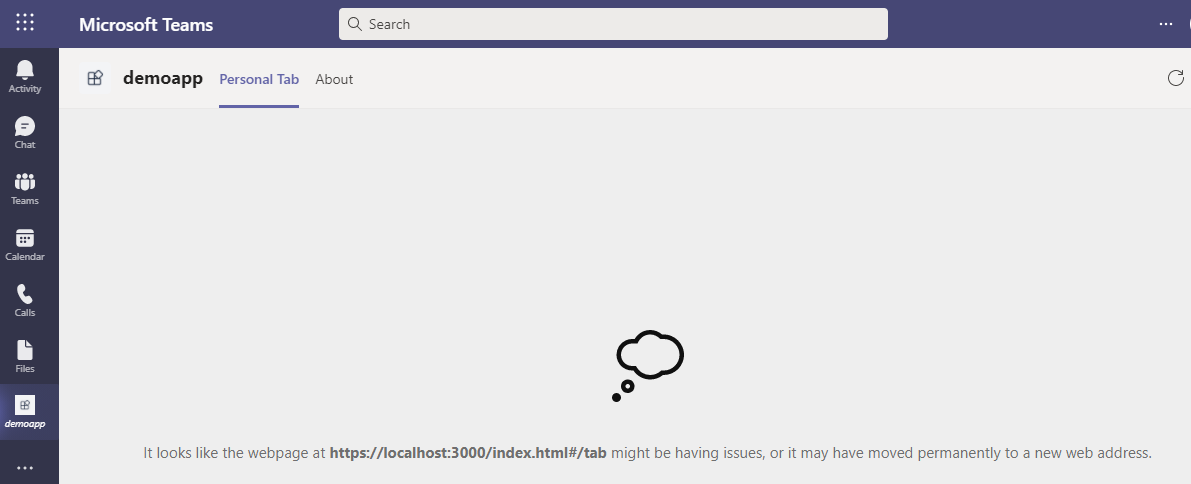 Microsoft Teams
Search
Activity
Chat
Teams
Calendar
Calls
Files
demoapp
demoapp Personal Tab About
It looks like the webpage at https://localhost:3000/index.html#/tab might be having issues, or it may have moved permanently to a new web address.